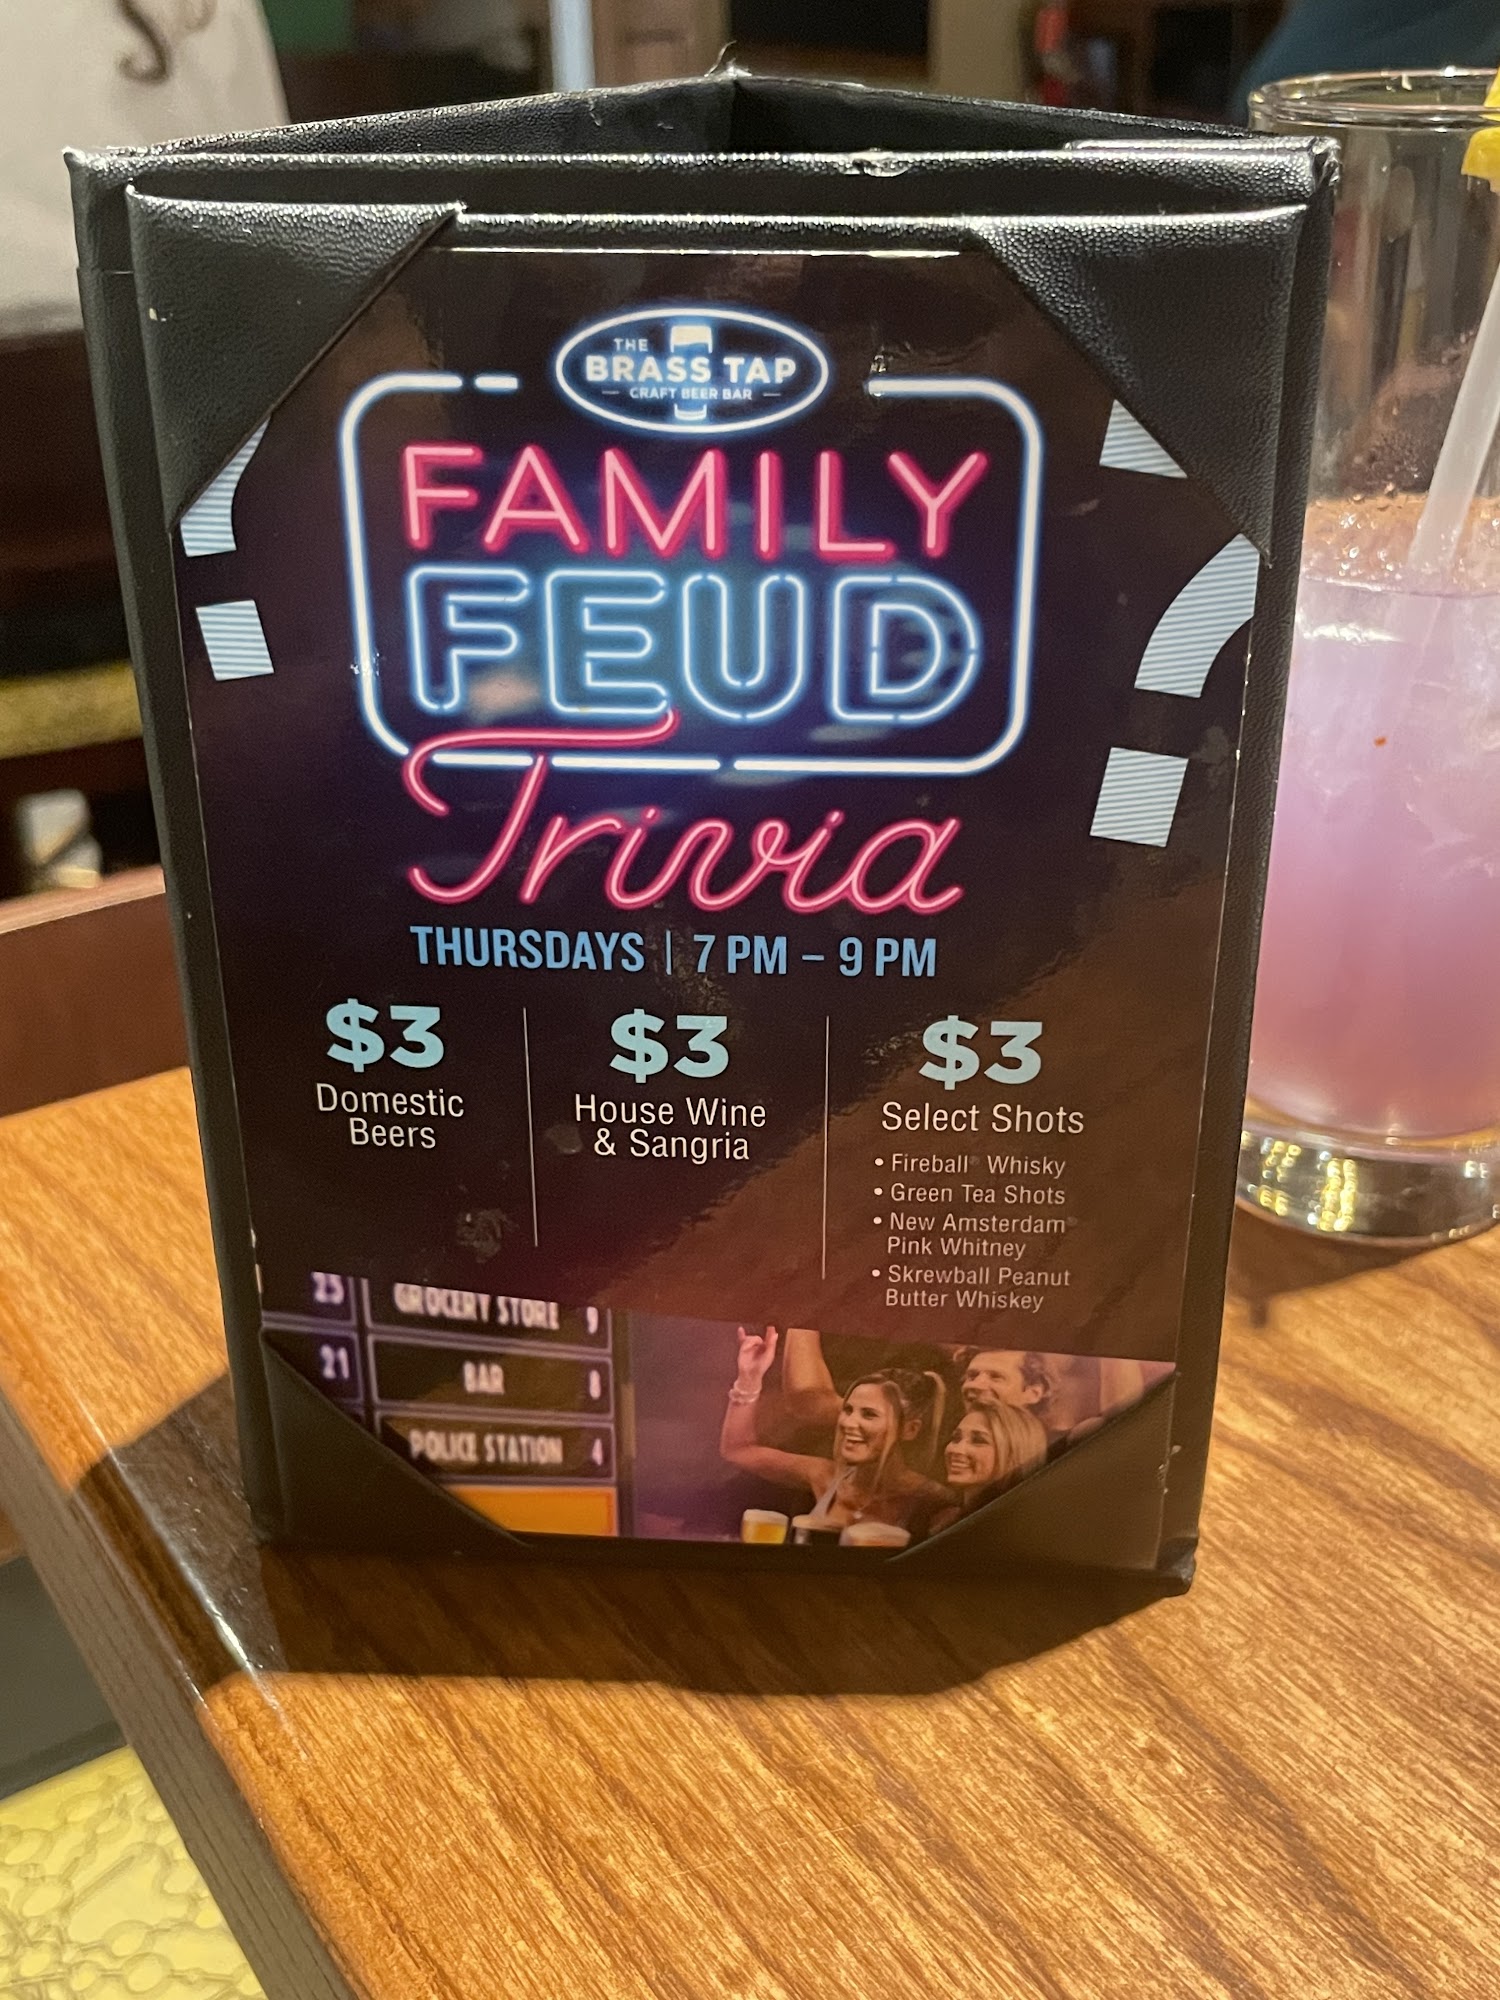 THE
BRASS TAP
CRAFT BEER BAR
FAMILY
FEUD
Trivia
THURSDAYS | 7 PM – 9 PM
$3
Domestic
Beers
$3
House Wine
& Sangria
$3
Select Shots
• Fireball® Whisky
• Green Tea Shots
• New Amsterdam®
Pink Whitney
• Skrewball Peanut
Butter Whiskey
25 GROCERY STORE 9
21 BAR 8
POLICE STATION 4